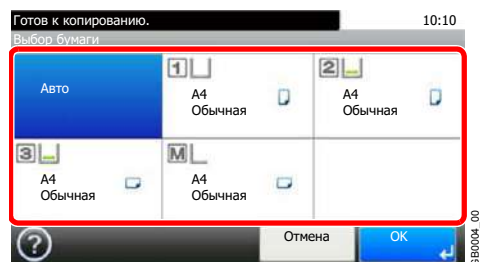 Готов к копированию. 10:10
Выбор бумаги
Авто
1
A4
Обычная
2
A4
Обычная
3
A4
Обычная
M
A4
Обычная
?
Отмена
OK